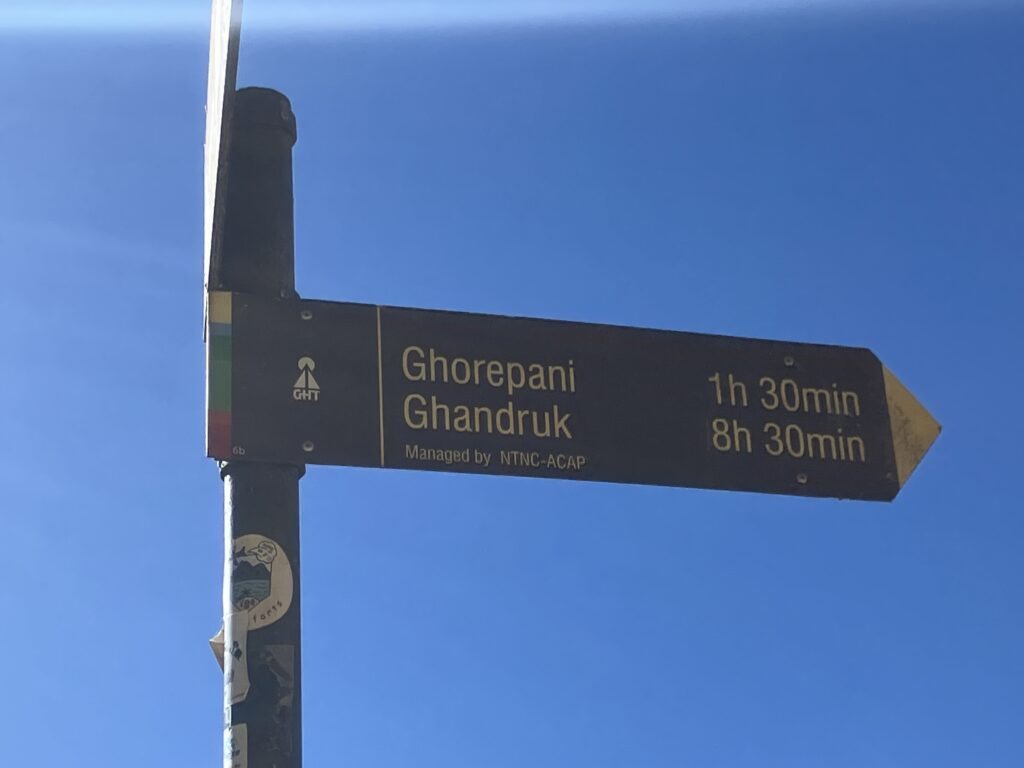 GHT
Ghorepani 1h 30min
Ghandruk 8h 30min
Managed by NTNC-ACAP
6b